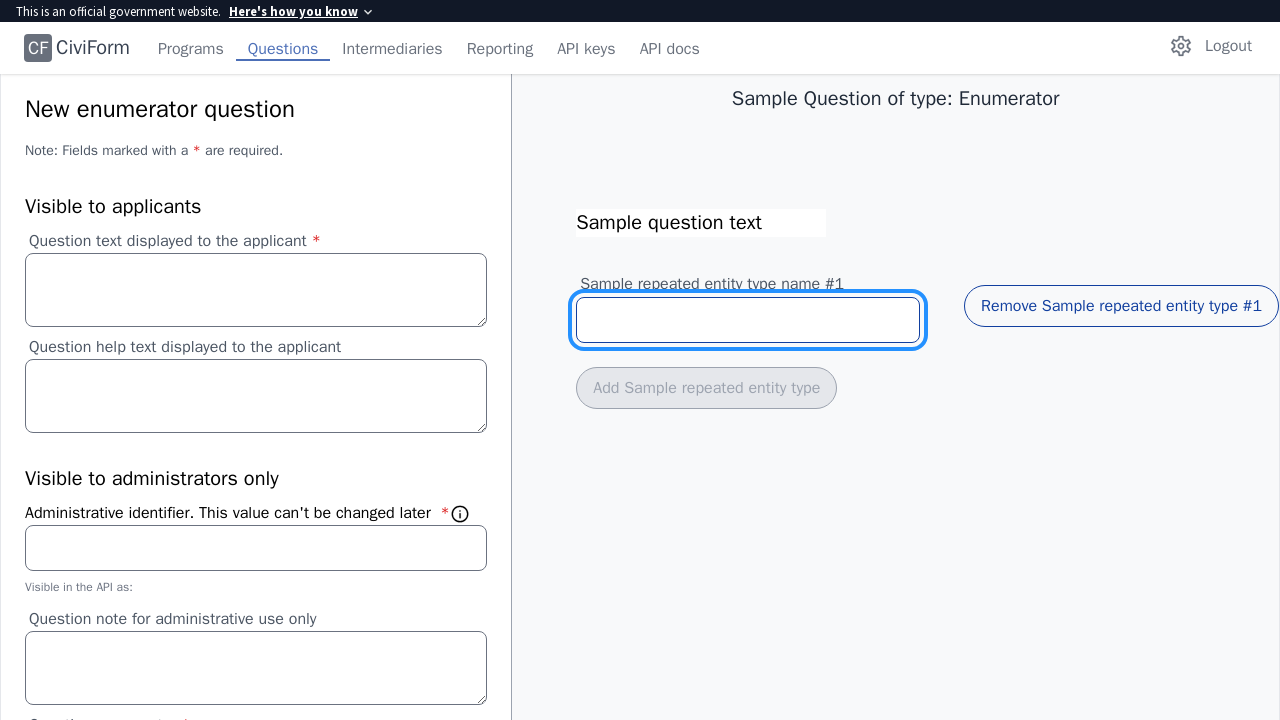 This is an official government website. Here's how you know
CF CiviForm Programs Questions Intermediaries Reporting API keys API docs Logout
New enumerator question
Note: Fields marked with a * are required.
Visible to applicants
Question text displayed to the applicant *
Question help text displayed to the applicant
Visible to administrators only
Administrative identifier. This value can't be changed later *
Visible in the API as:
Question note for administrative use only
Sample Question of type: Enumerator
Sample question text
Sample repeated entity type name #1
Remove Sample repeated entity type #1
Add Sample repeated entity type